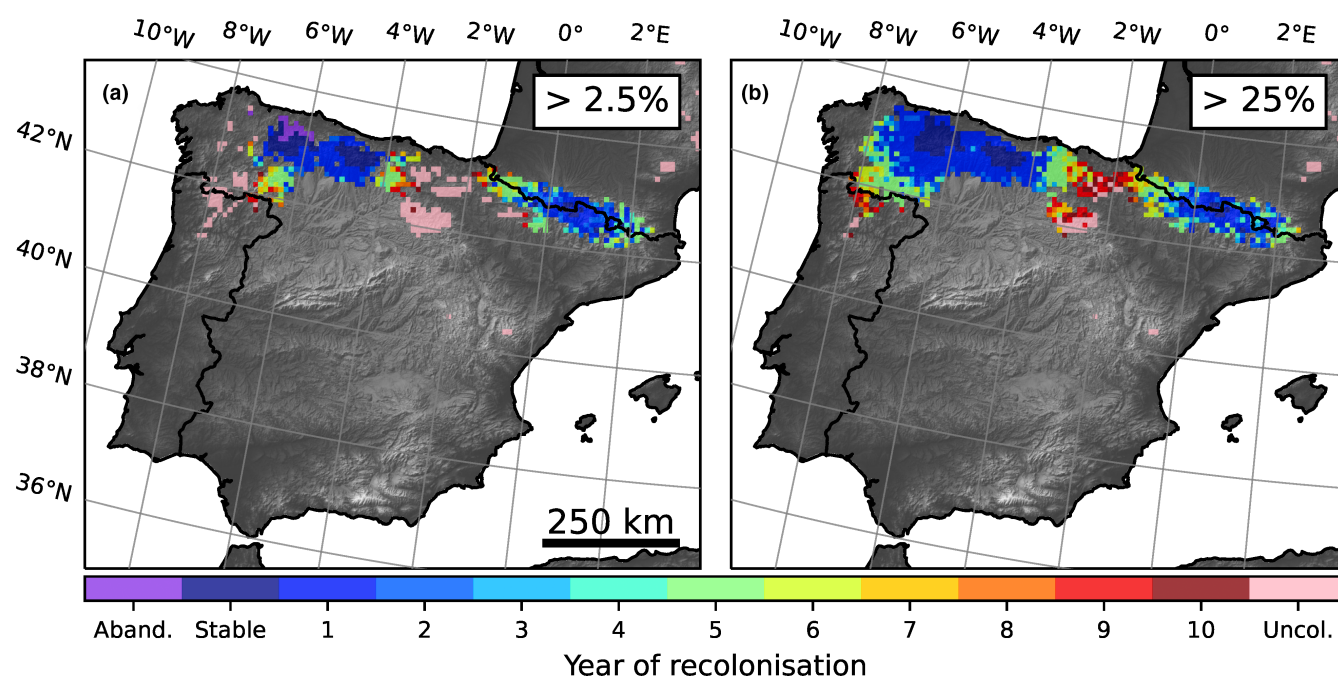 10°W 8°W 6°W 4°W 2°W 0° 2°E 10°W 8°W 6°W 4°W 2°W 0° 2°E
(a) > 2.5% (b) > 25%
42°N
40°N
38°N
36°N
250 km
Aband. Stable 1 2 3 4 5 6 7 8 9 10 Uncol.
Year of recolonisation